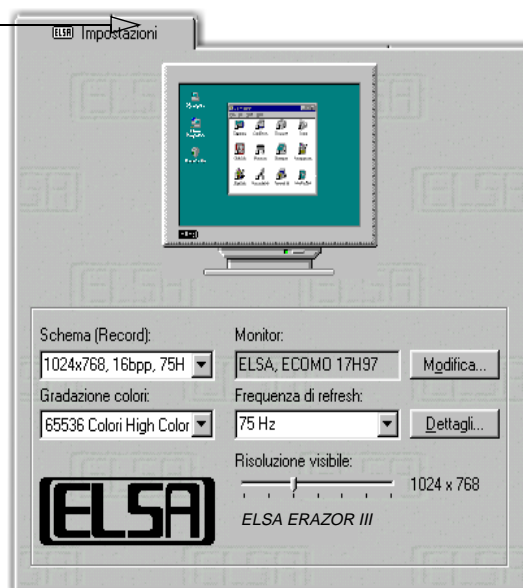 ELSA Impostazioni
Schema (Record):
1024x768, 16bpp, 75H
Gradazione colori:
65536 Colori High Color
Monitor:
ELSA, ECOMO 17H97
Modifica...
Frequenza di refresh:
75 Hz
Dettagli...
Risoluzione visibile:
1024 x 768
ELSA
ELSA ERAZOR III